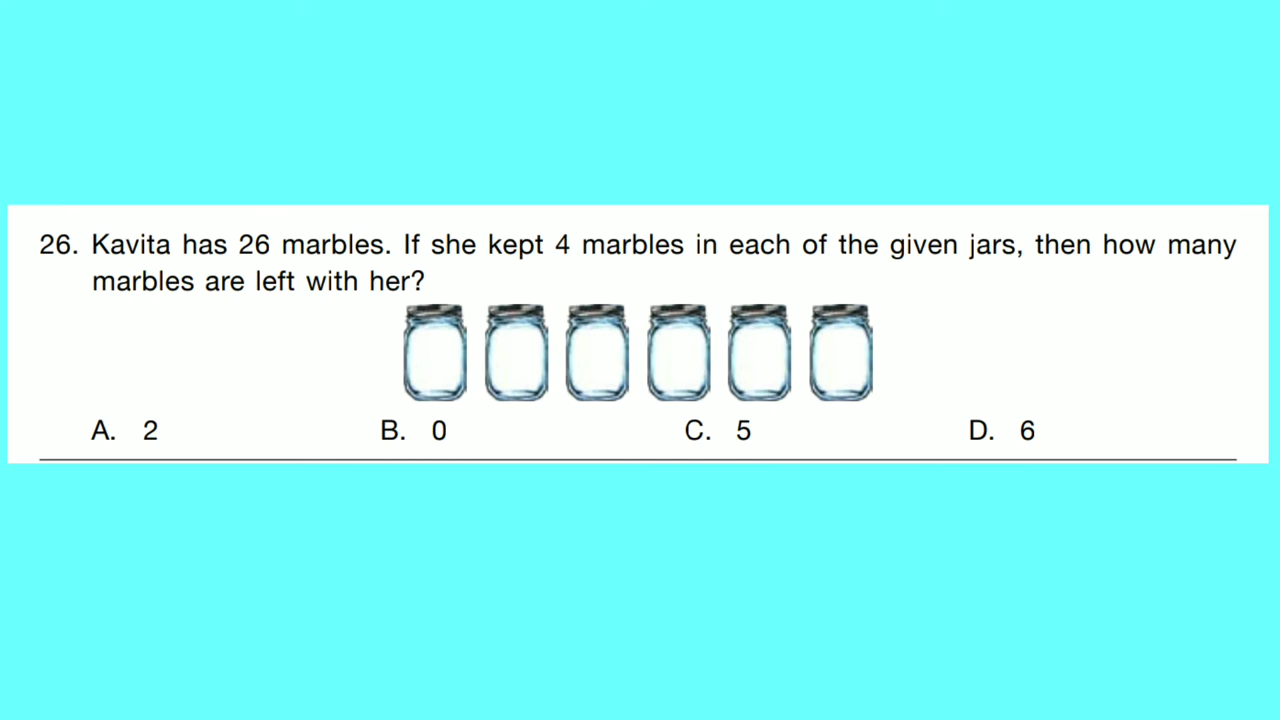 26. Kavita has 26 marbles. If she kept 4 marbles in each of the given jars, then how many
marbles are left with her?
A. 2 B. 0 C. 5 D. 6